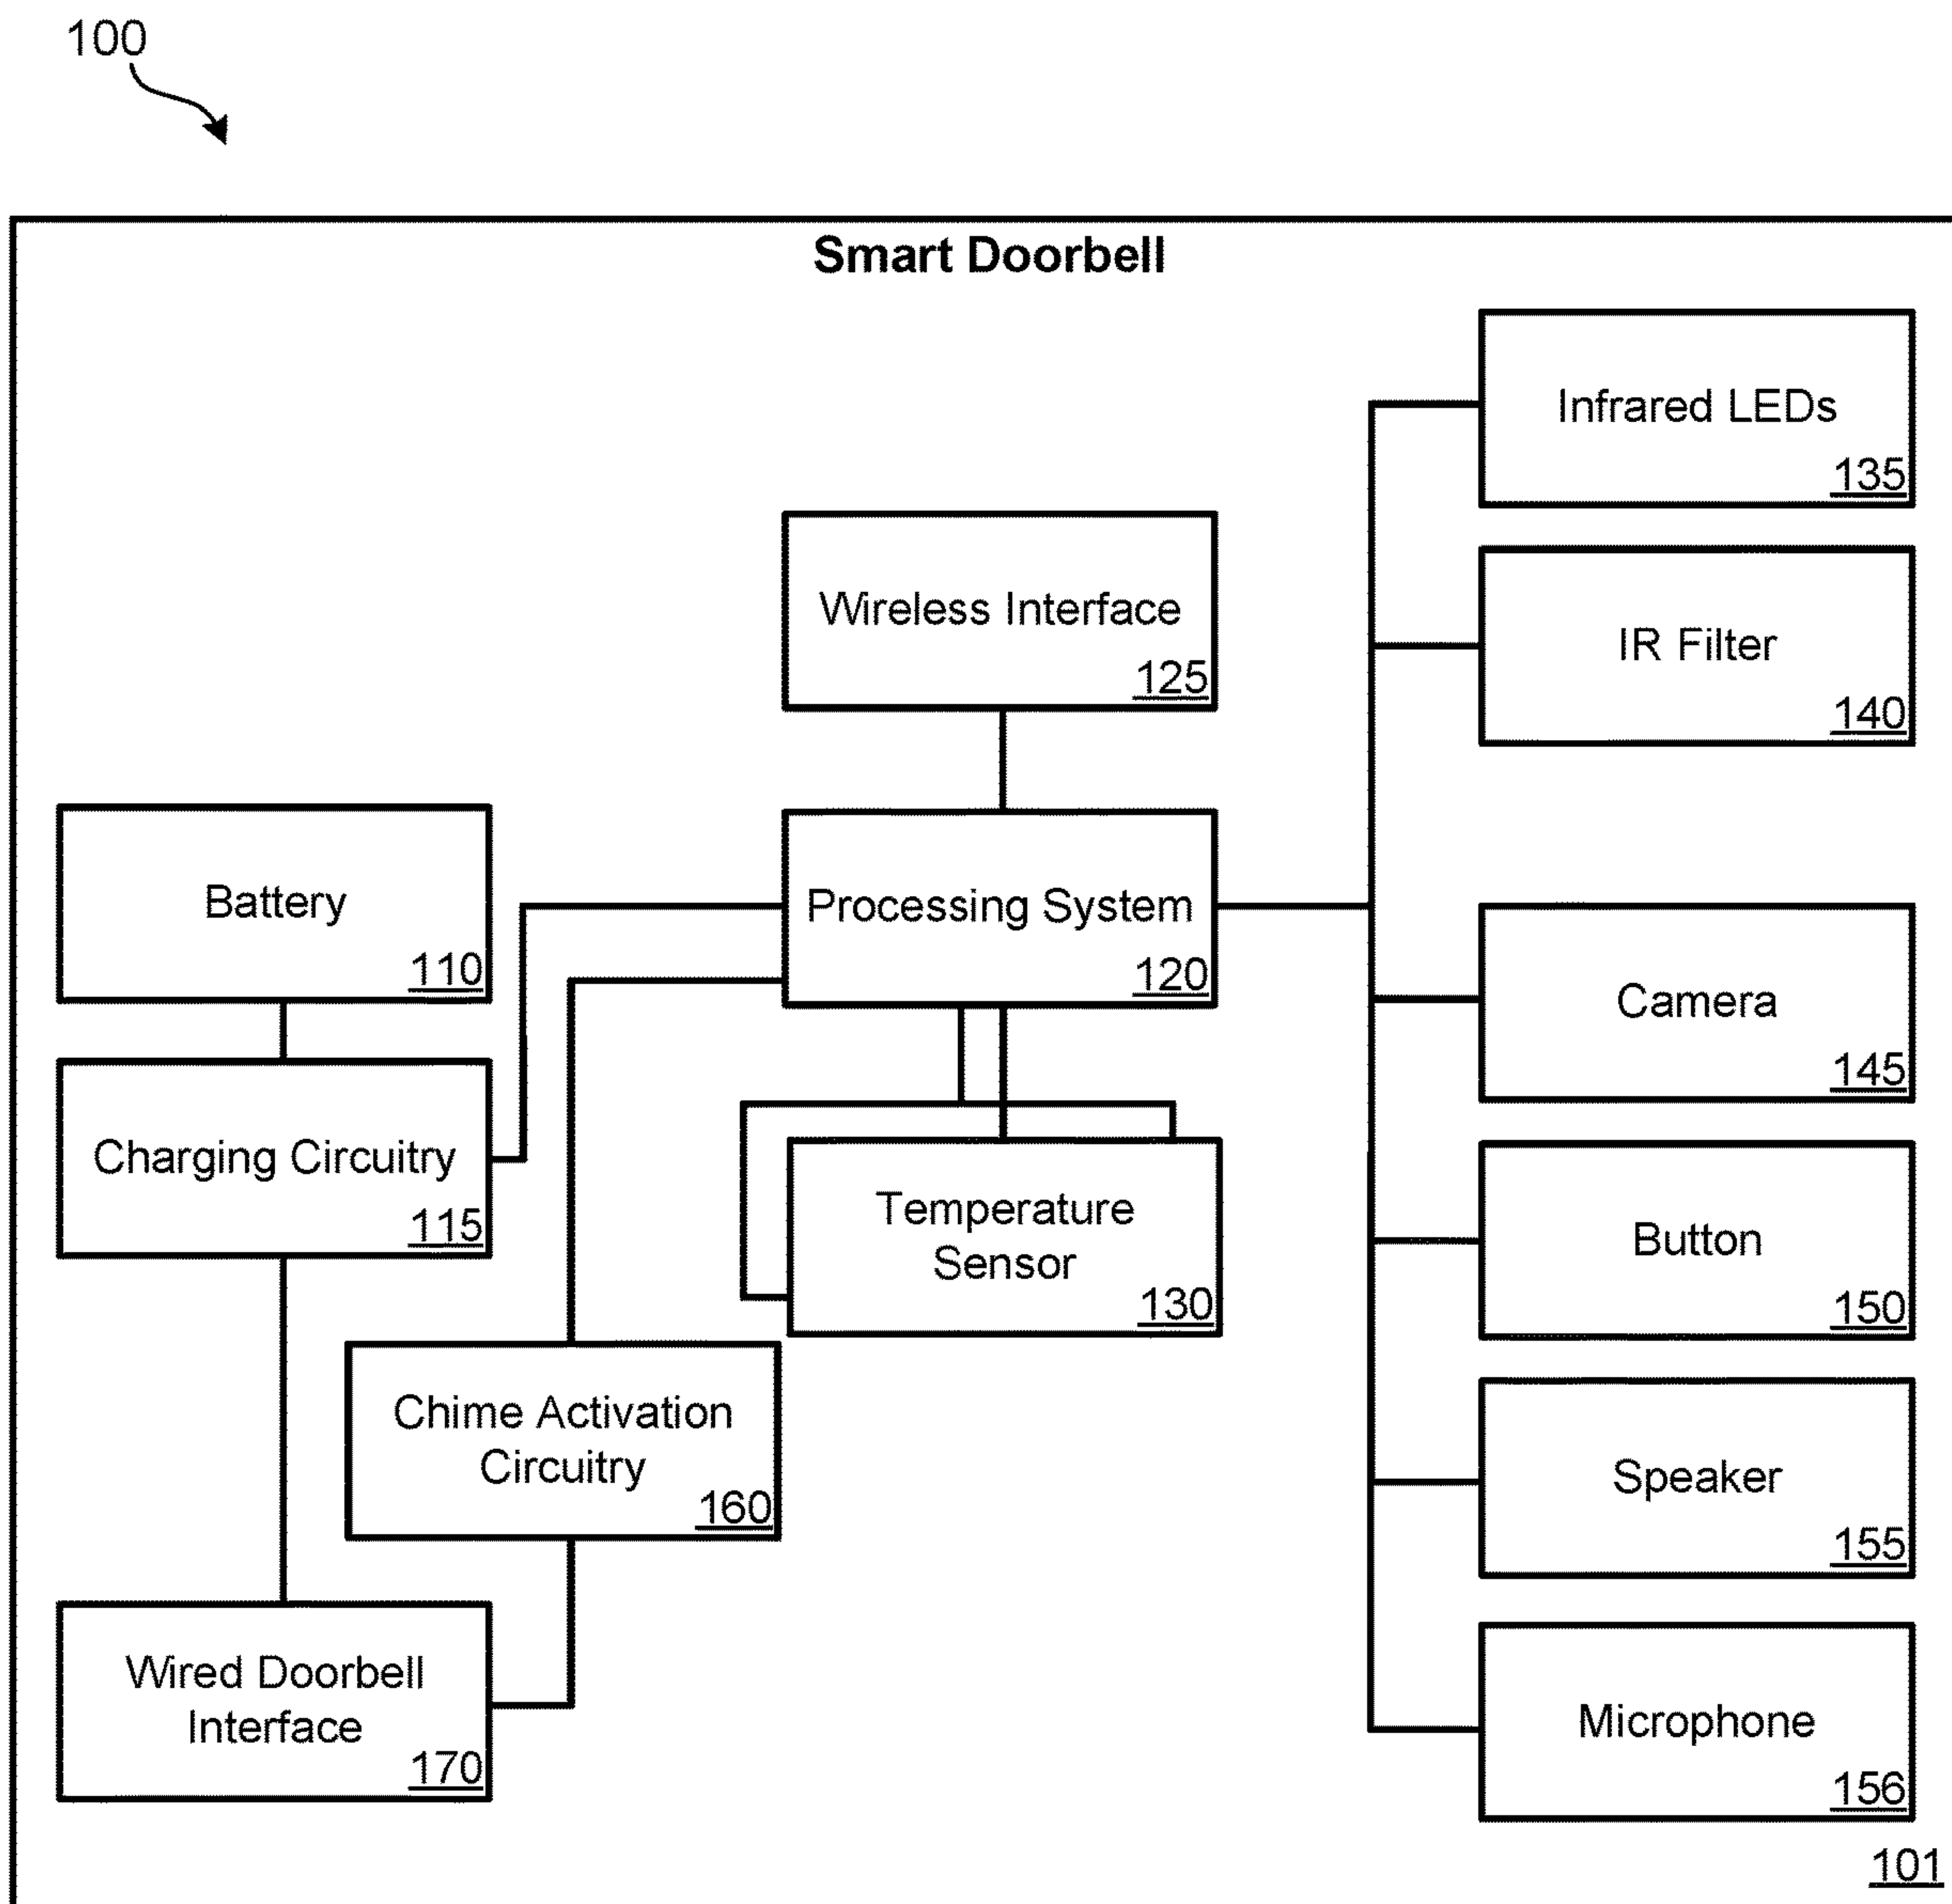 100
Smart Doorbell
Infrared LEDs
135
Wireless Interface
125
IR Filter
140
Battery
110
Processing System
120
Camera
145
Charging Circuitry
115
Temperature
Sensor
130
Button
150
Chime Activation
Circuitry
160
Speaker
155
Wired Doorbell
Interface
170
Microphone
156
101